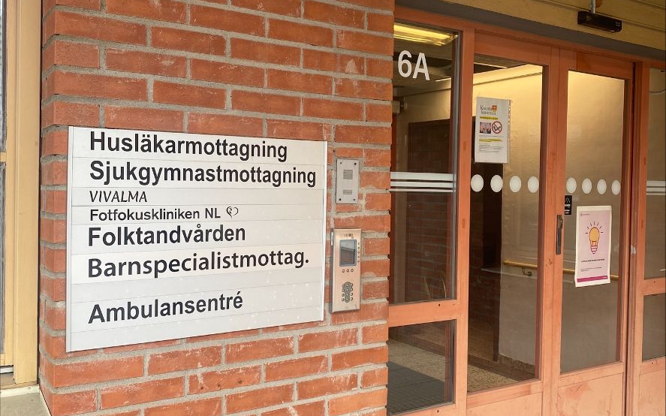 Husläkarmottagning
Sjukgymnastmottagning
VIVALMA
Fotfokuskliniken NL
Folktandvården
Barnspecialistmottag.
Ambulansentré
6A